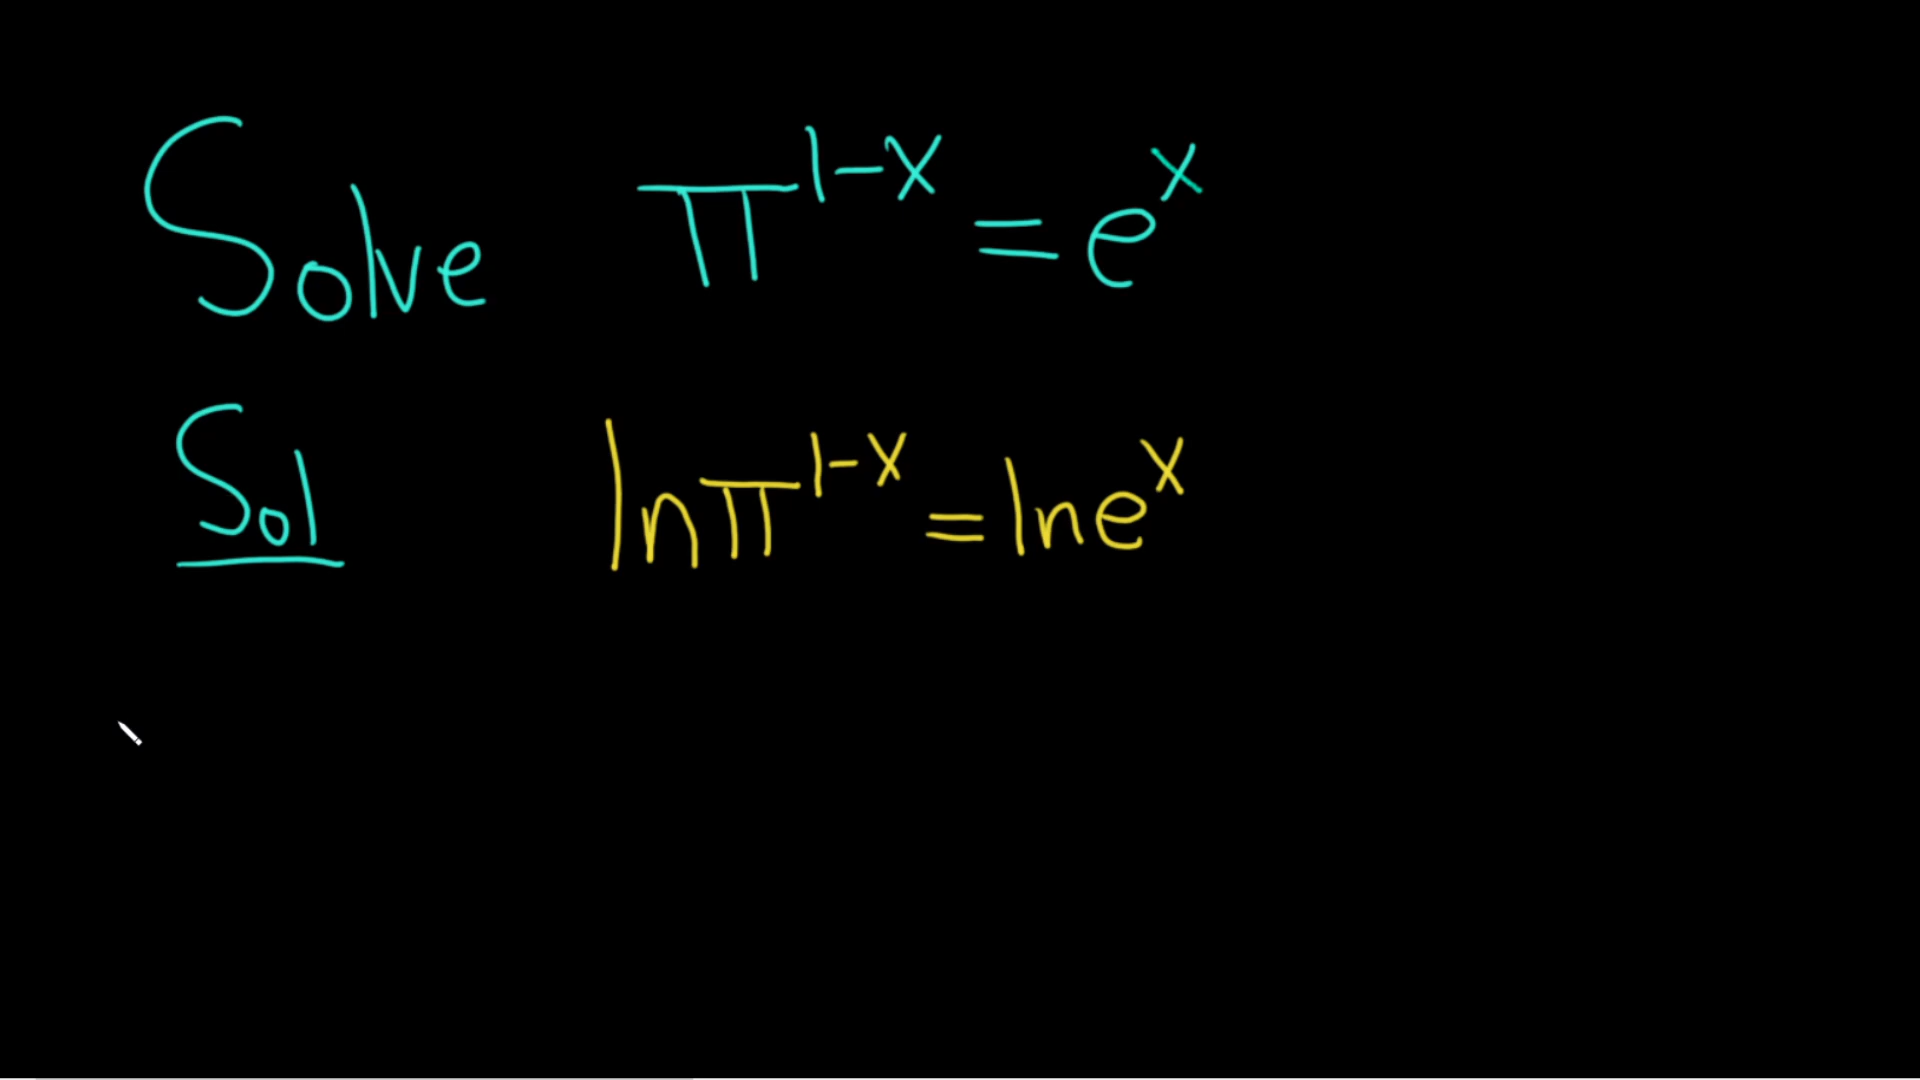 Solve π^{1-x} = e^x
Sol ln π^{1-x} = ln e^x